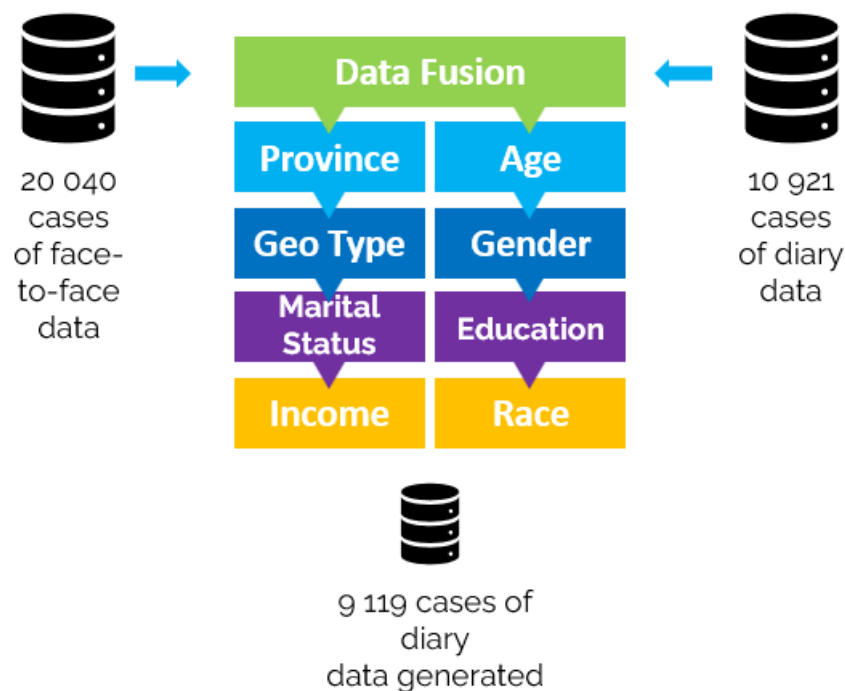 20 040
cases
of face-
to-face
data
Data Fusion
Province
Age
Geo Type
Gender
Marital
Status
Education
Income
Race
10 921
cases
of diary
data
9 119 cases of
diary
data generated